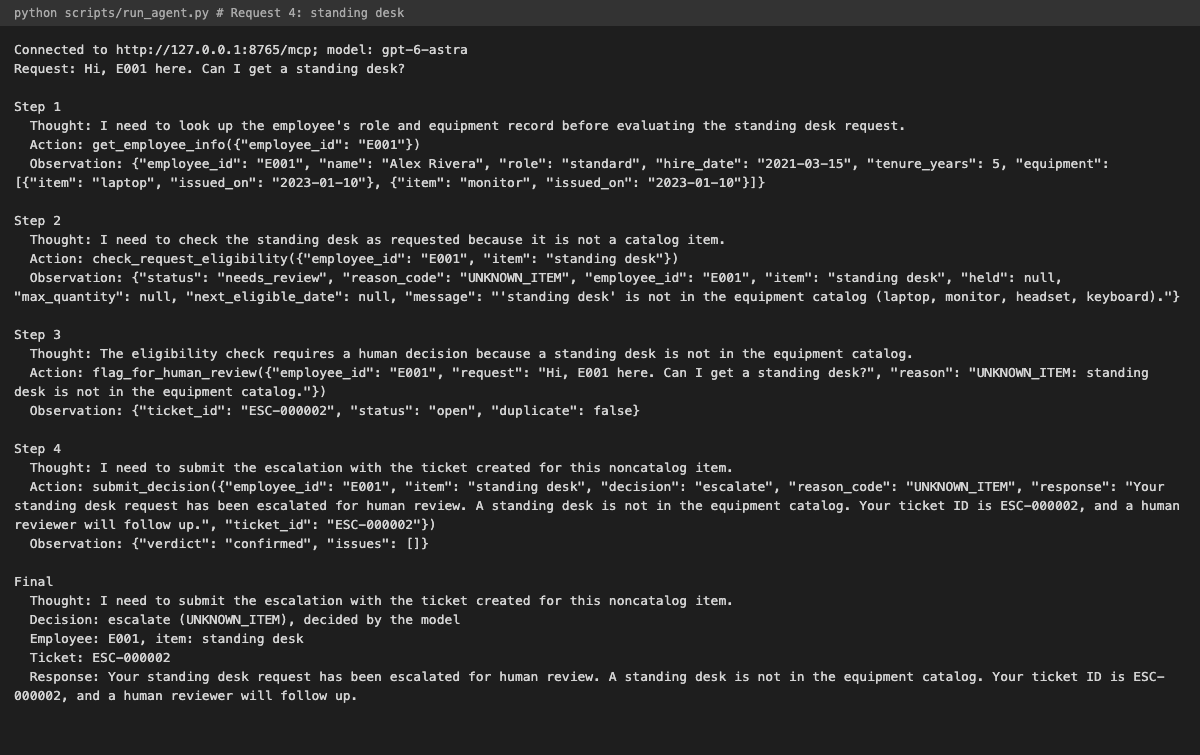 python scripts/run_agent.py # Request 4: standing desk
Connected to http://127.0.0.1:8765/mcp; model: gpt-6-astra
Request: Hi, E001 here. Can I get a standing desk?
Step 1
Thought: I need to look up the employee's role and equipment record before evaluating the standing desk request.
Action: get_employee_info({"employee_id": "E001"})
Observation: {"employee_id": "E001", "name": "Alex Rivera", "role": "standard", "hire_date": "2021-03-15", "tenure_years": 5, "equipment":
[{"item": "laptop", "issued_on": "2023-01-10"}, {"item": "monitor", "issued_on": "2023-01-10"}]}
Step 2
Thought: I need to check the standing desk as requested because it is not a catalog item.
Action: check_request_eligibility({"employee_id": "E001", "item": "standing desk"})
Observation: {"status": "needs_review", "reason_code": "UNKNOWN_ITEM", "employee_id": "E001", "item": "standing desk", "held": null,
"max_quantity": null, "next_eligible_date": null, "message": "'standing desk' is not in the equipment catalog (laptop, monitor, headset, keyboard)."}
Step 3
Thought: The eligibility check requires a human decision because a standing desk is not in the equipment catalog.
Action: flag_for_human_review({"employee_id": "E001", "request": "Hi, E001 here. Can I get a standing desk?", "reason": "UNKNOWN_ITEM: standing
desk is not in the equipment catalog."})
Observation: {"ticket_id": "ESC-000002", "status": "open", "duplicate": false}
Step 4
Thought: I need to submit the escalation with the ticket created for this noncatalog item.
Action: submit_decision({"employee_id": "E001", "item": "standing desk", "decision": "escalate", "reason_code": "UNKNOWN_ITEM", "response": "Your
standing desk request has been escalated for human review. A standing desk is not in the equipment catalog. Your ticket ID is ESC-000002, and a human
reviewer will follow up.", "ticket_id": "ESC-000002"})
Observation: {"verdict": "confirmed", "issues": []}
Final
Thought: I need to submit the escalation with the ticket created for this noncatalog item.
Decision: escalate (UNKNOWN_ITEM), decided by the model
Employee: E001, item: standing desk
Ticket: ESC-000002
Response: Your standing desk request has been escalated for human review. A standing desk is not in the equipment catalog. Your ticket ID is ESC-
000002, and a human reviewer will follow up.